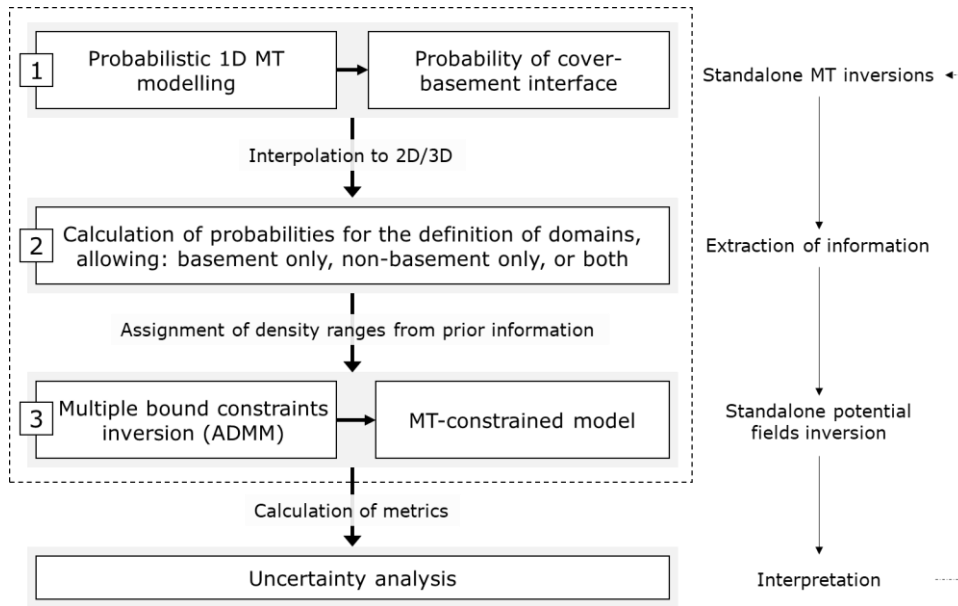 1
Probabilistic 1D MT
modelling
Probability of cover-
basement interface
Standalone MT inversions
Interpolation to 2D/3D
2
Calculation of probabilities for the definition of domains,
allowing: basement only, non-basement only, or both
Extraction of information
Assignment of density ranges from prior information
3
Multiple bound constraints
inversion (ADMM)
MT-constrained model
Standalone potential
fields inversion
Calculation of metrics
Uncertainty analysis
Interpretation